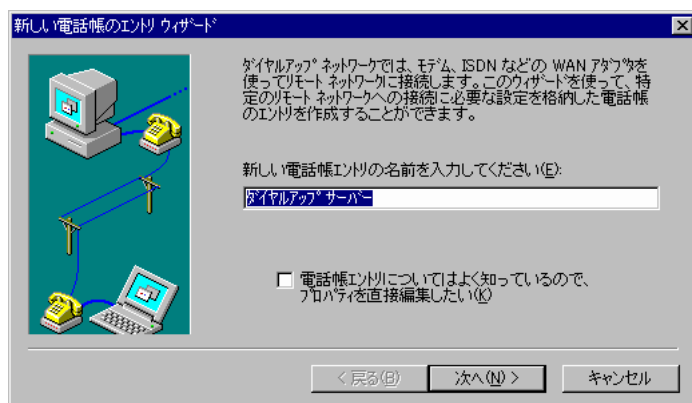 新しい電話帳のエントリ ウィザード
ﾀﾞｲﾔﾙｱｯﾌﾟ ﾈｯﾄﾜｰｸでは、ﾓﾃﾞﾑ、ISDN などの WAN ｱﾀﾞﾌﾟﾀを
使ってﾘﾓｰﾄ ﾈｯﾄﾜｰｸに接続します。このｳｨｻﾞｰﾄﾞを使って、特
定のﾘﾓｰﾄ ﾈｯﾄﾜｰｸへの接続に必要な設定を格納した電話帳
のｴﾝﾄﾘを作成することができます。
新しい電話帳ｴﾝﾄﾘの名前を入力してください(E):
ﾀﾞｲﾔﾙｱｯﾌﾟ ｻｰﾊﾞｰ
電話帳ｴﾝﾄﾘについてはよく知っているので、
ﾌﾟﾛﾊﾟﾃｨを直接編集したい(K)
< 戻る(B)
次へ(N) >
キャンセル